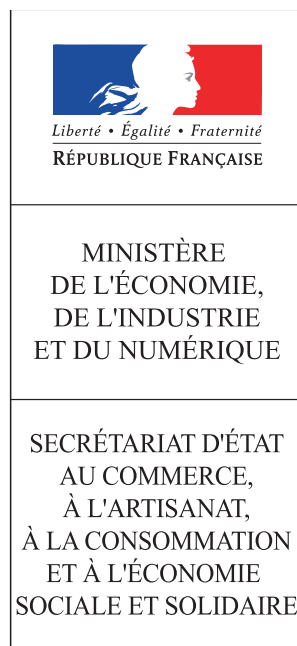 Liberté • Égalité • Fraternité
RÉPUBLIQUE FRANÇAISE
MINISTÈRE
DE L'ÉCONOMIE,
DE L'INDUSTRIE
ET DU NUMÉRIQUE
SECRÉTARIAT D'ÉTAT
AU COMMERCE,
À L'ARTISANAT,
À LA CONSOMMATION
ET À L'ÉCONOMIE
SOCIALE ET SOLIDAIRE